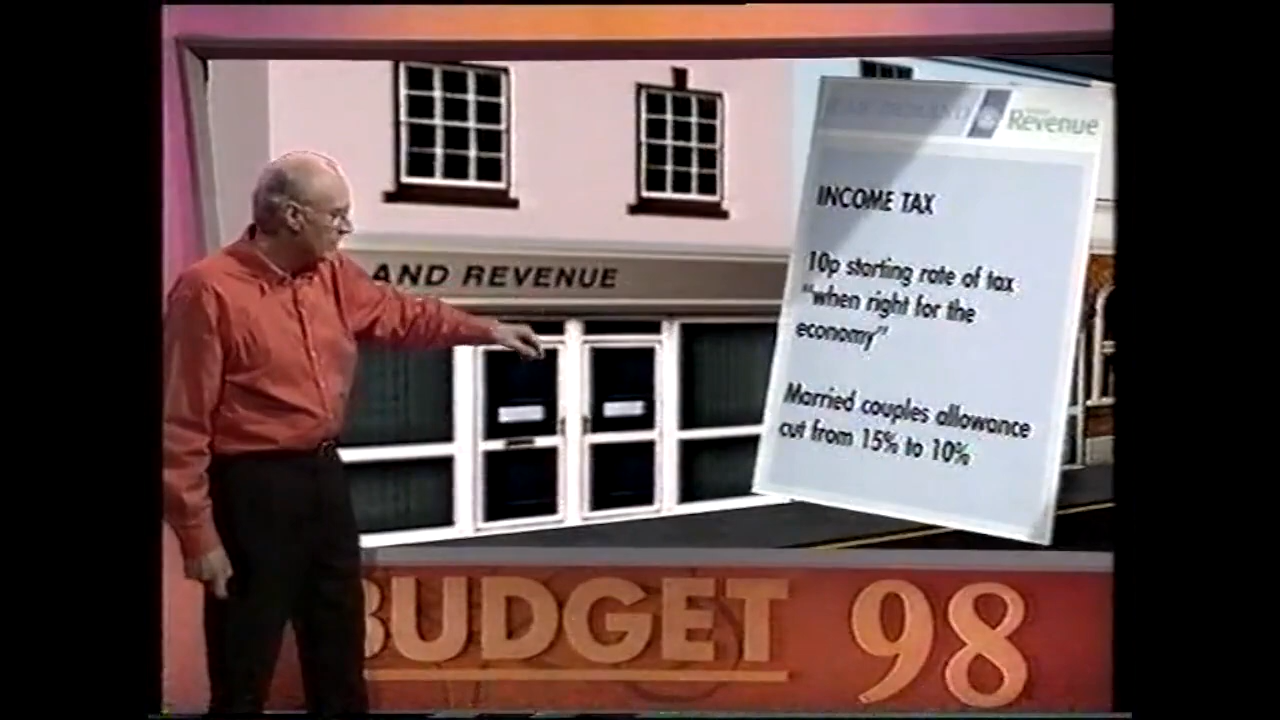 Revenue
INCOME TAX
10p starting rate of tax
"when right for the
economy"
Married couples allowance
cut from 15% to 10%
AND REVENUE
BUDGET 98